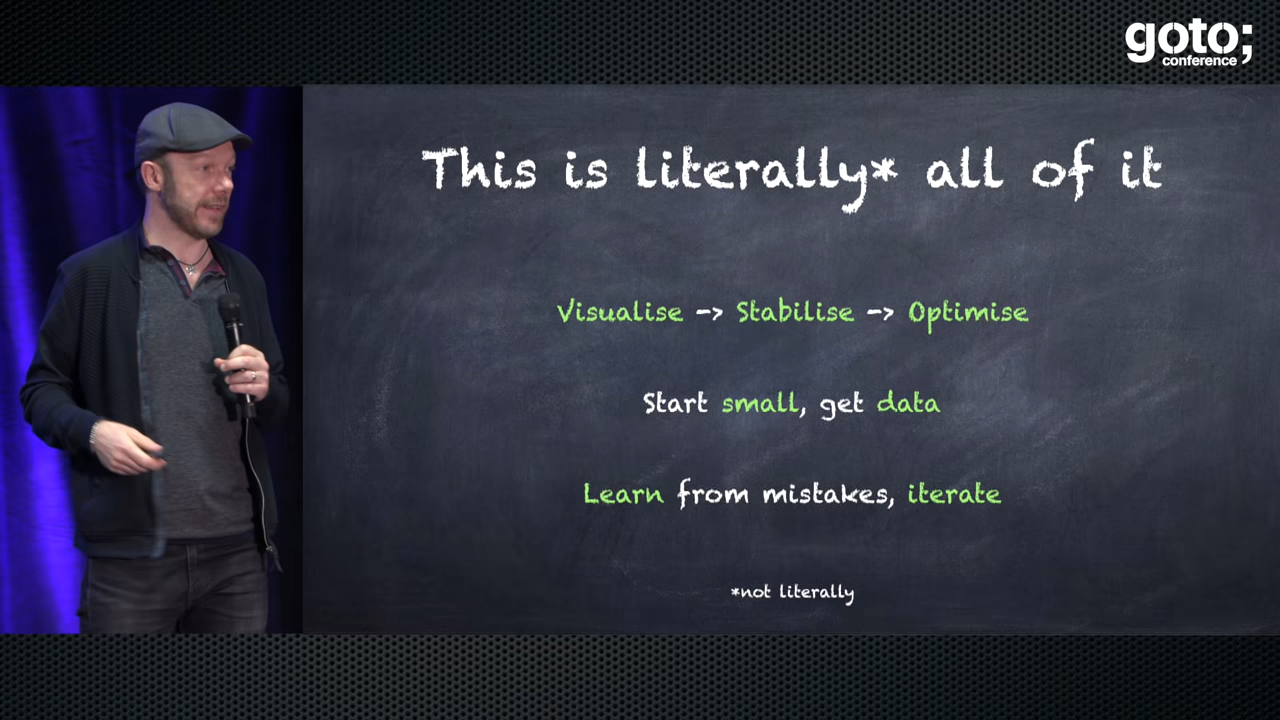 goto;
conference
This is literally* all of it
Visualise -> Stabilise -> Optimise
Start small, get data
Learn from mistakes, iterate
*not literally